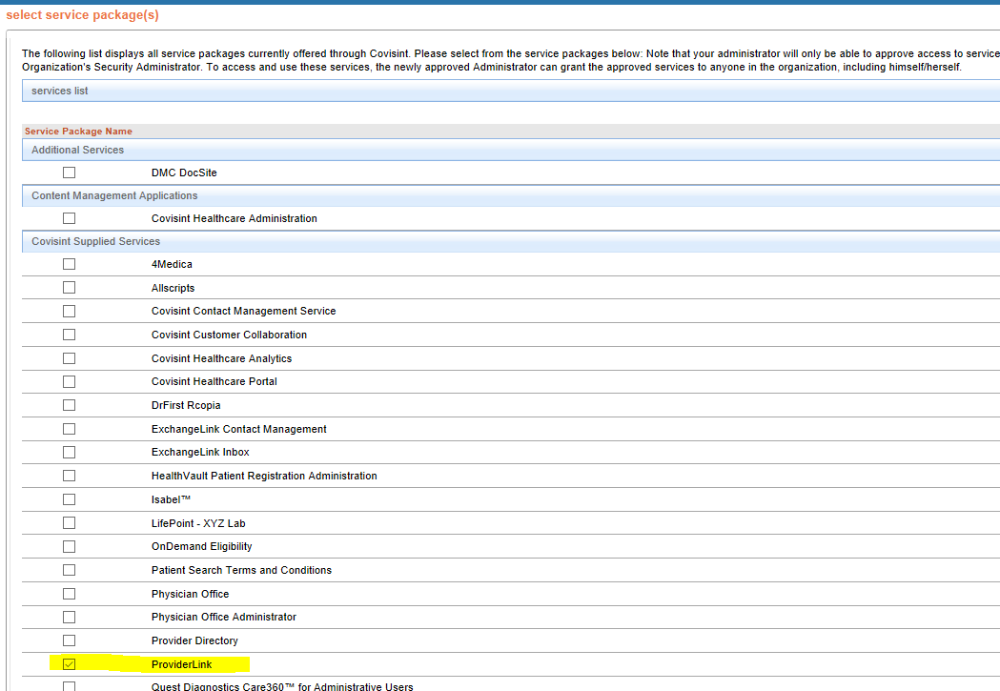 select service package(s)
The following list displays all service packages currently offered through Covisint. Please select from the service packages below: Note that your administrator will only be able to approve access to service
Organization's Security Administrator. To access and use these services, the newly approved Administrator can grant the approved services to anyone in the organization, including himself/herself.
services list
Service Package Name
Additional Services
DMC DocSite
Content Management Applications
Covisint Healthcare Administration
Covisint Supplied Services
4Medica
Allscripts
Covisint Contact Management Service
Covisint Customer Collaboration
Covisint Healthcare Analytics
Covisint Healthcare Portal
DrFirst Rcopia
ExchangeLink Contact Management
ExchangeLink Inbox
HealthVault Patient Registration Administration
Isabel™
LifePoint - XYZ Lab
OnDemand Eligibility
Patient Search Terms and Conditions
Physician Office
Physician Office Administrator
Provider Directory
ProviderLink
Quest Diagnostics Care360™ for Administrative Users